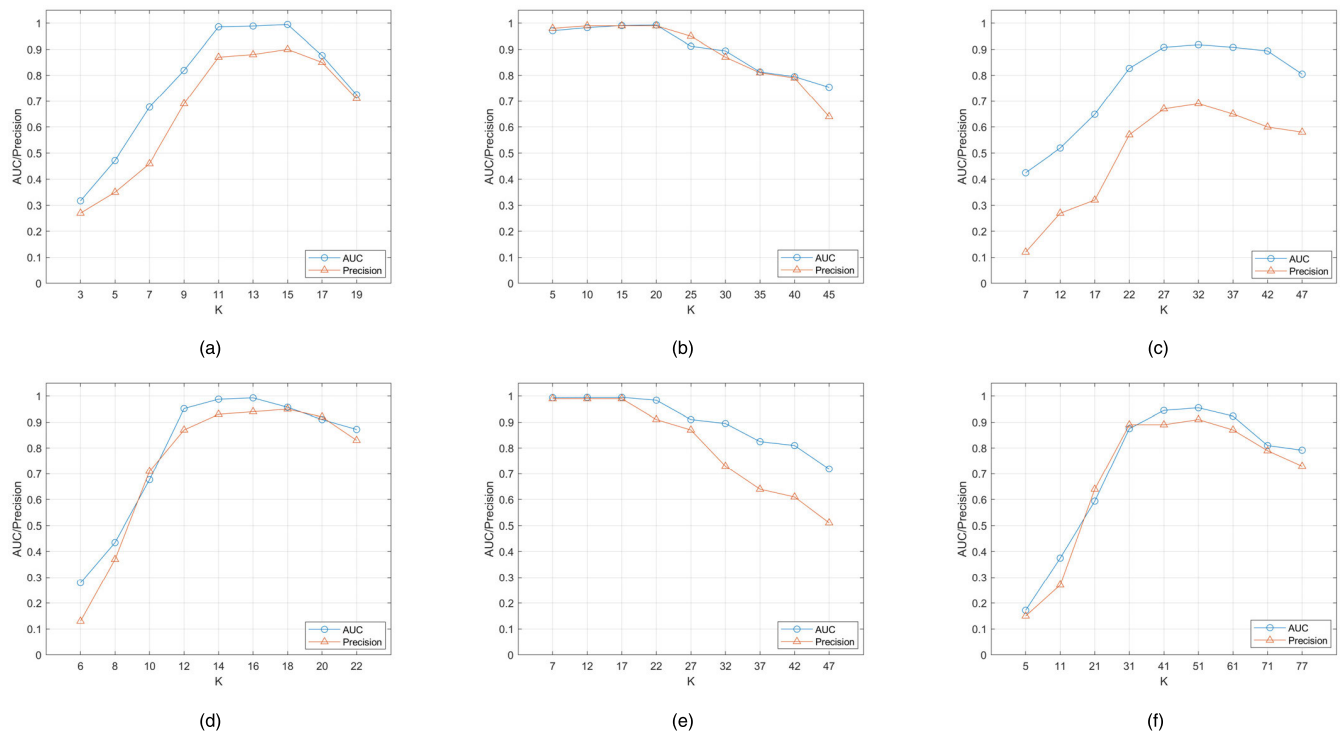 1
0.9
0.8
0.7
0.6
0.5
0.4
0.3
0.2
0.1
0
AUC/Precision
3 5 7 9 11 13 15 17 19
K
AUC
Precision
(a)
1
0.9
0.8
0.7
0.6
0.5
0.4
0.3
0.2
0.1
0
AUC/Precision
5 10 15 20 25 30 35 40 45
K
AUC
Precision
(b)
1
0.9
0.8
0.7
0.6
0.5
0.4
0.3
0.2
0.1
0
AUC/Precision
7 12 17 22 27 32 37 42 47
K
AUC
Precision
(c)
1
0.9
0.8
0.7
0.6
0.5
0.4
0.3
0.2
0.1
0
AUC/Precision
6 8 10 12 14 16 18 20 22
K
AUC
Precision
(d)
1
0.9
0.8
0.7
0.6
0.5
0.4
0.3
0.2
0.1
0
AUC/Precision
7 12 17 22 27 32 37 42 47
K
AUC
Precision
(e)
1
0.9
0.8
0.7
0.6
0.5
0.4
0.3
0.2
0.1
0
AUC/Precision
5 11 21 31 41 51 61 71 77
K
AUC
Precision
(f)